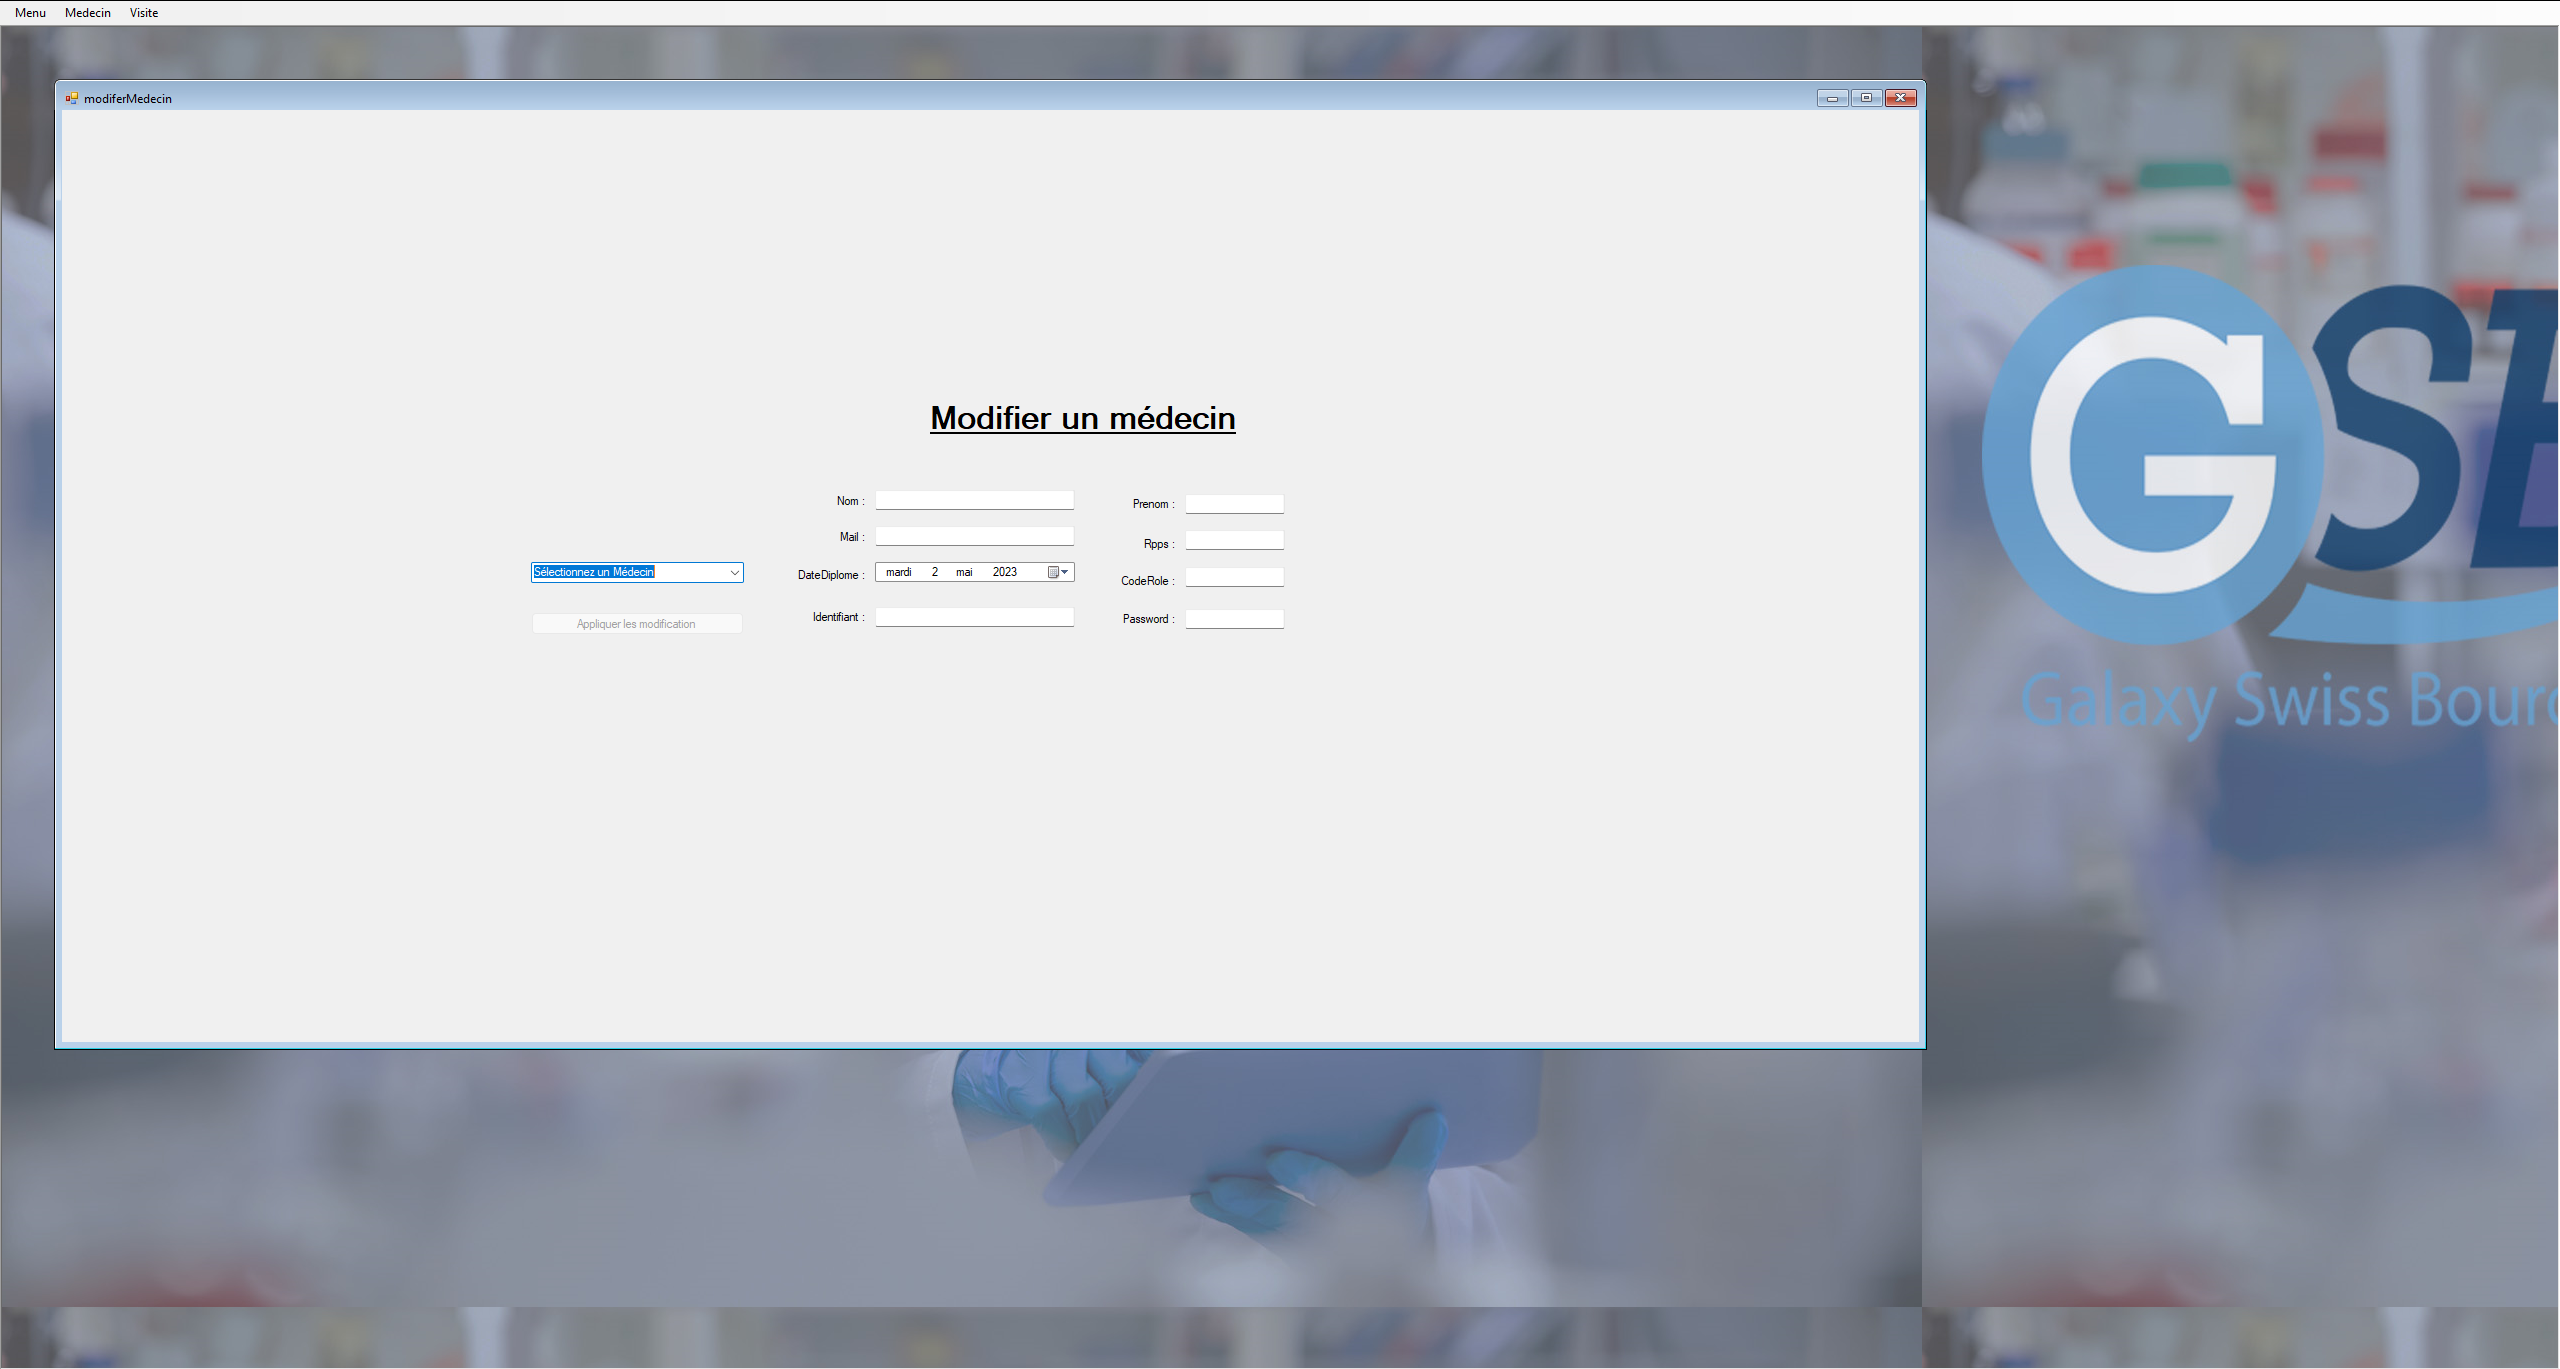 Menu Medecin Visite
modiferMedecin
Modifier un médecin
Nom :
Prenom :
Mail :
Rpps :
Sélectionnez un Médecin
DateDiplome :
mardi 2 mai 2023
CodeRole :
Appliquer les modification
Identifiant :
Password :
GS
Galaxy Swiss Bour